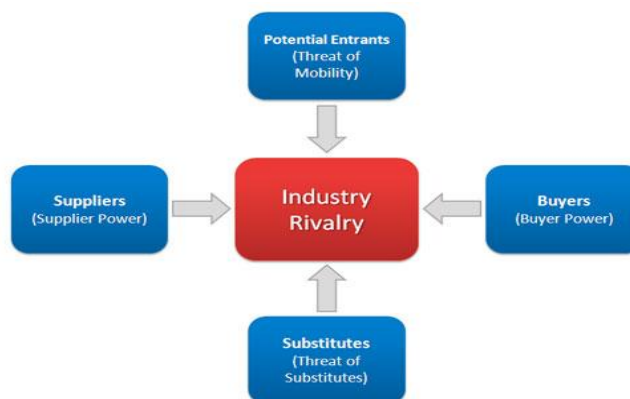 Potential Entrants
(Threat of
Mobility)
Suppliers
(Supplier Power)
Industry
Rivalry
Buyers
(Buyer Power)
Substitutes
(Threat of
Substitutes)